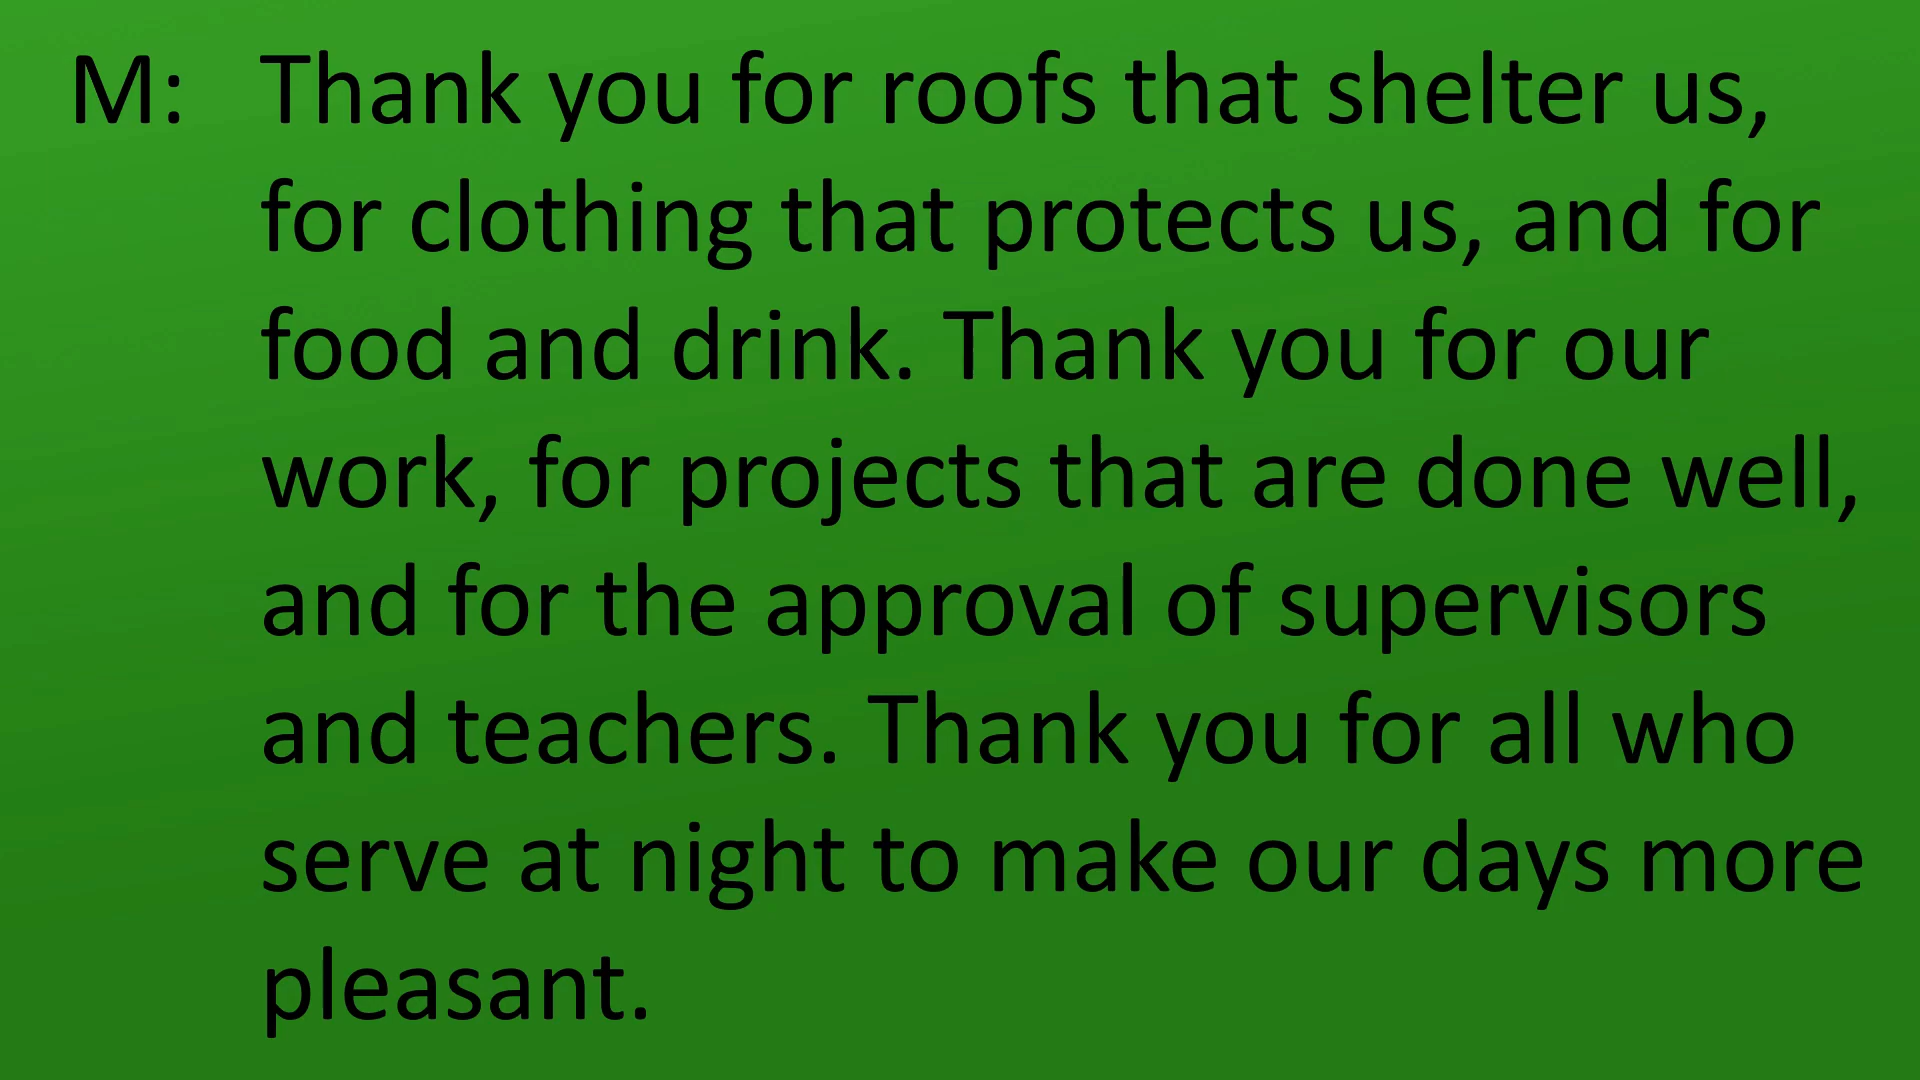 M: Thank you for roofs that shelter us,
for clothing that protects us, and for
food and drink. Thank you for our
work, for projects that are done well,
and for the approval of supervisors
and teachers. Thank you for all who
serve at night to make our days more
pleasant.